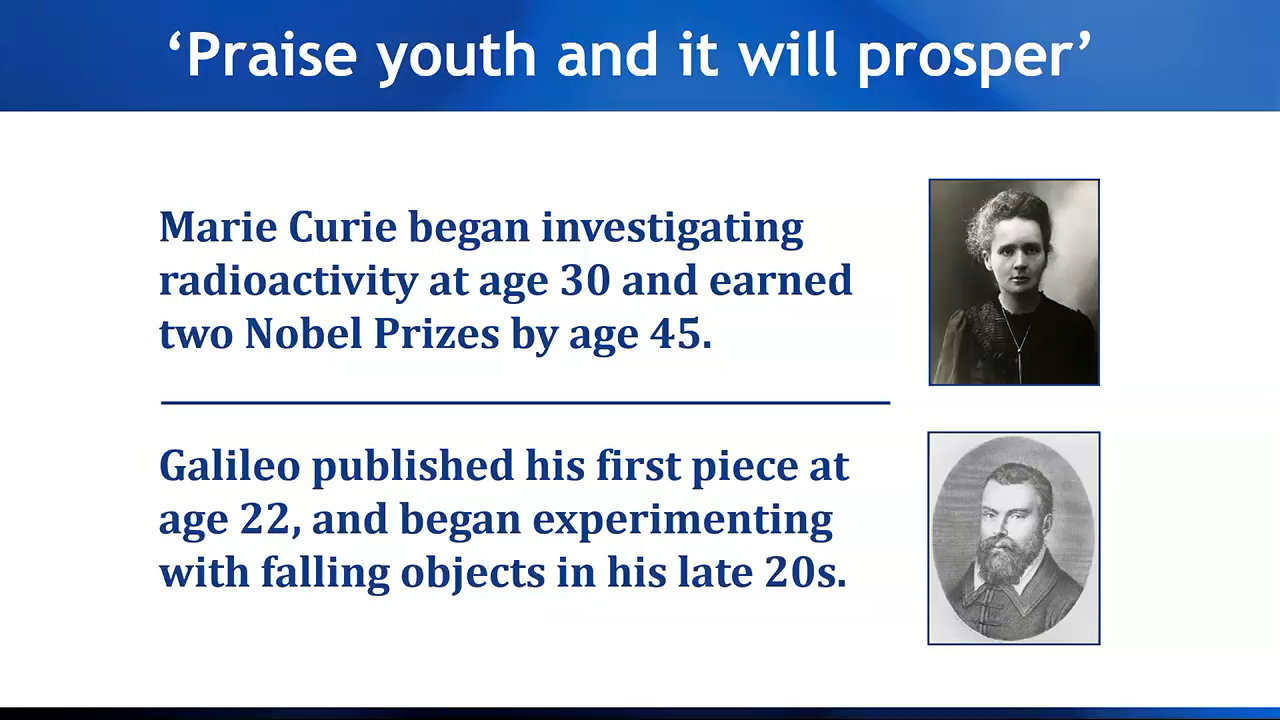 ‘Praise youth and it will prosper’
Marie Curie began investigating
radioactivity at age 30 and earned
two Nobel Prizes by age 45.
Galileo published his first piece at
age 22, and began experimenting
with falling objects in his late 20s.